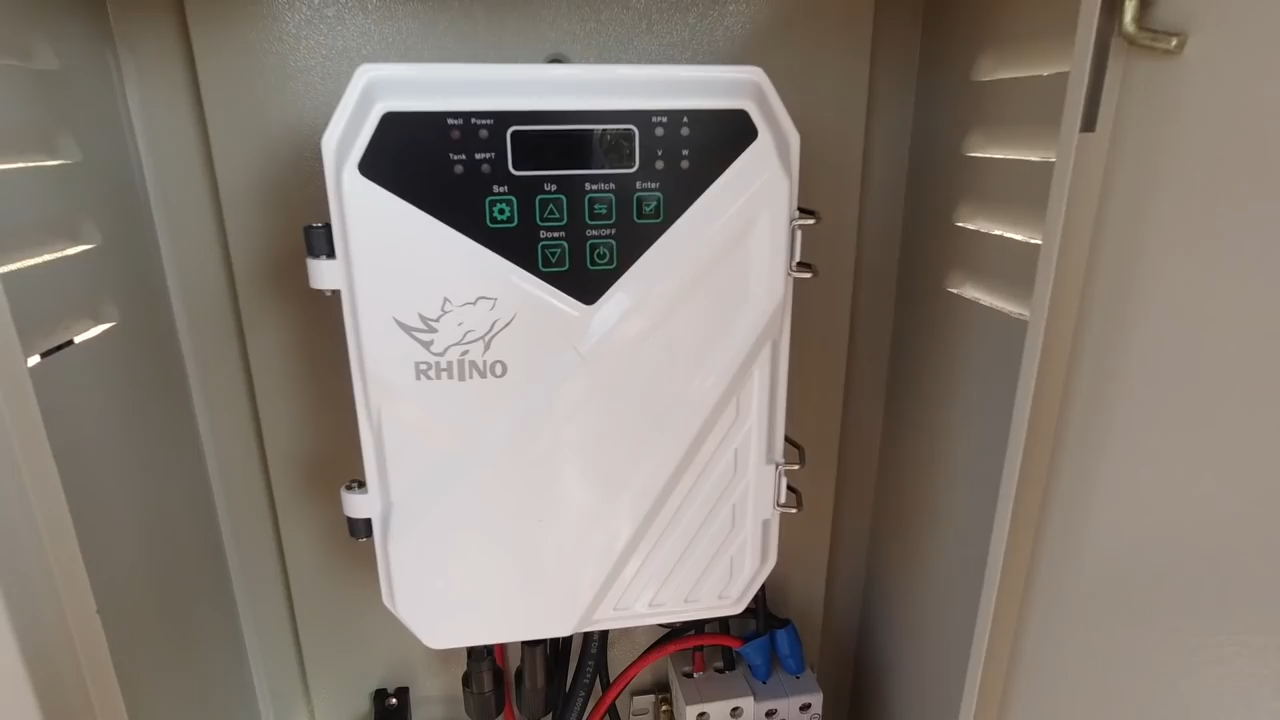 Well Power
RPM A
Tank MPPT
V W
Set Up Switch Enter
Down ON/OFF
RHINO